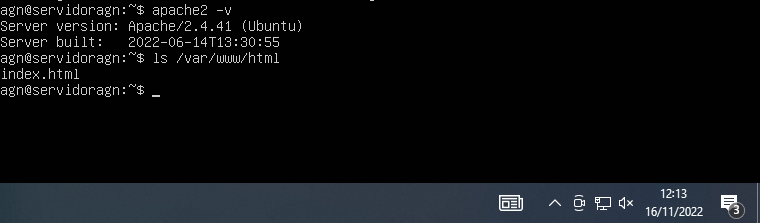 agn@servidoragn:~$ apache2 -v
Server version: Apache/2.4.41 (Ubuntu)
Server built:   2022-06-14T13:30:55
agn@servidoragn:~$ ls /var/www/html
index.html
agn@servidoragn:~$ _
12:13
16/11/2022
3